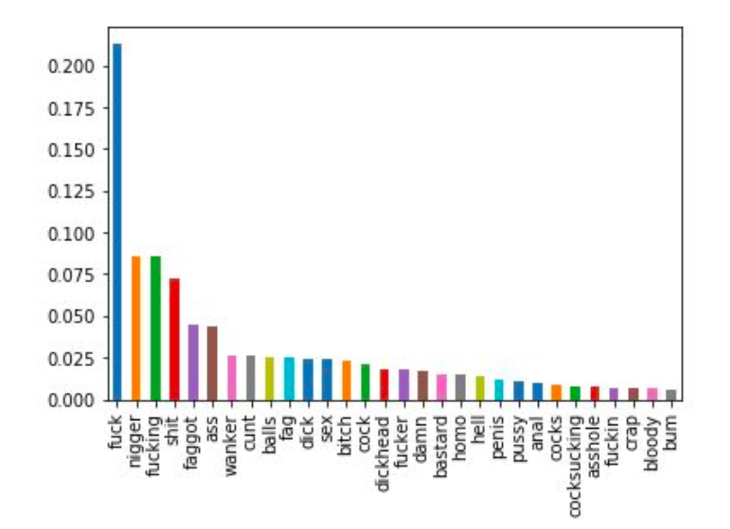 0.200
0.175
0.150
0.125
0.100
0.075
0.050
0.025
0.000
fuck
nigger
fucking
shit
faggot
ass
wanker
cunt
balls
fag
dick
sex
bitch
cock
dickhead
fucker
damn
bastard
homo
hell
penis
pussy
anal
cocks
cocksucking
asshole
fuckin
crap
bloody
bum